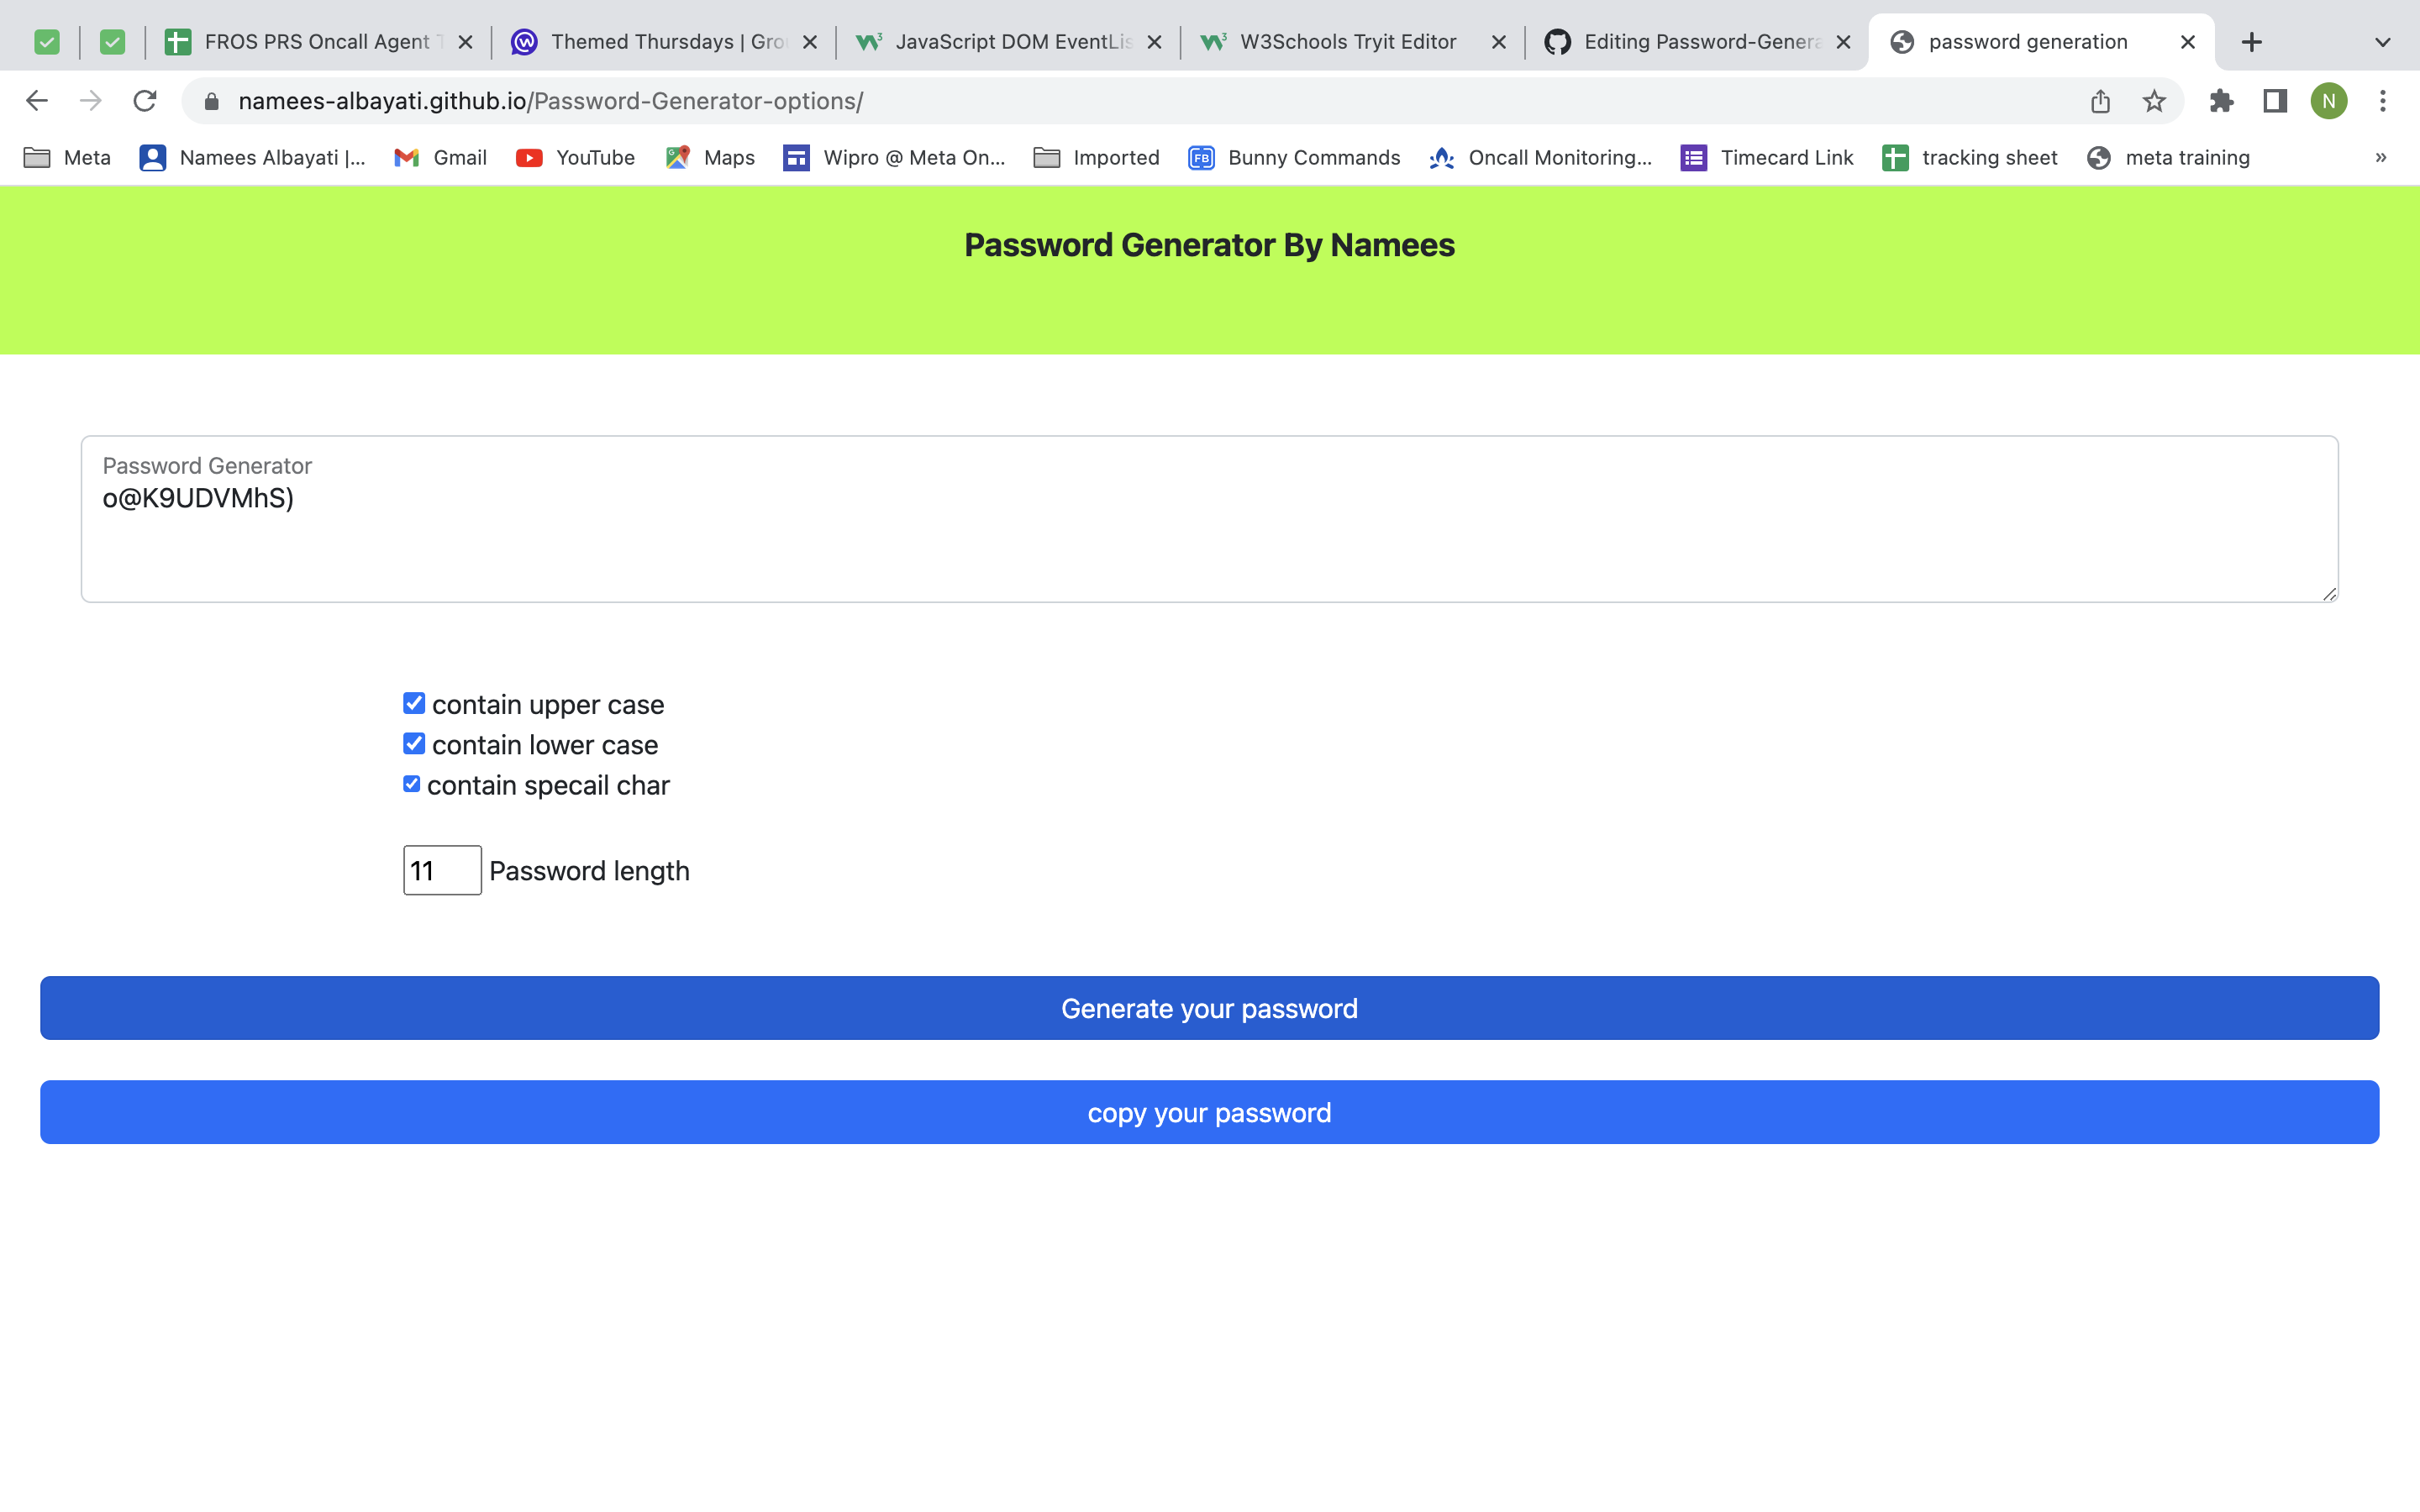 FROS PRS Oncall Agent T
Themed Thursdays | Gro
JavaScript DOM EventLis
W3Schools Tryit Editor
Editing Password-Genera
password generation
namees-albayati.github.io/Password-Generator-options/
N
Meta
Namees Albayati |...
Gmail
YouTube
Maps
Wipro @ Meta On...
Imported
FB
Bunny Commands
Oncall Monitoring...
Timecard Link
tracking sheet
meta training
»
Password Generator By Namees
Password Generator
o@K9UDVMhS)
contain upper case
contain lower case
contain specail char
11 Password length
Generate your password
copy your password